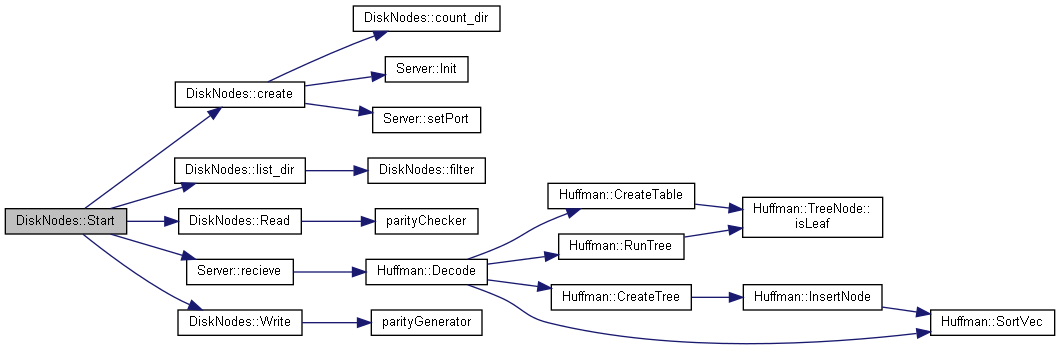 DiskNodes::count_dir
Server::Init
DiskNodes::create
Server::setPort
DiskNodes::list_dir
DiskNodes::filter
Huffman::CreateTable
Huffman::TreeNode::
isLeaf
DiskNodes::Start
DiskNodes::Read
parityChecker
Huffman::RunTree
Server::recieve
Huffman::Decode
Huffman::CreateTree
Huffman::InsertNode
DiskNodes::Write
parityGenerator
Huffman::SortVec